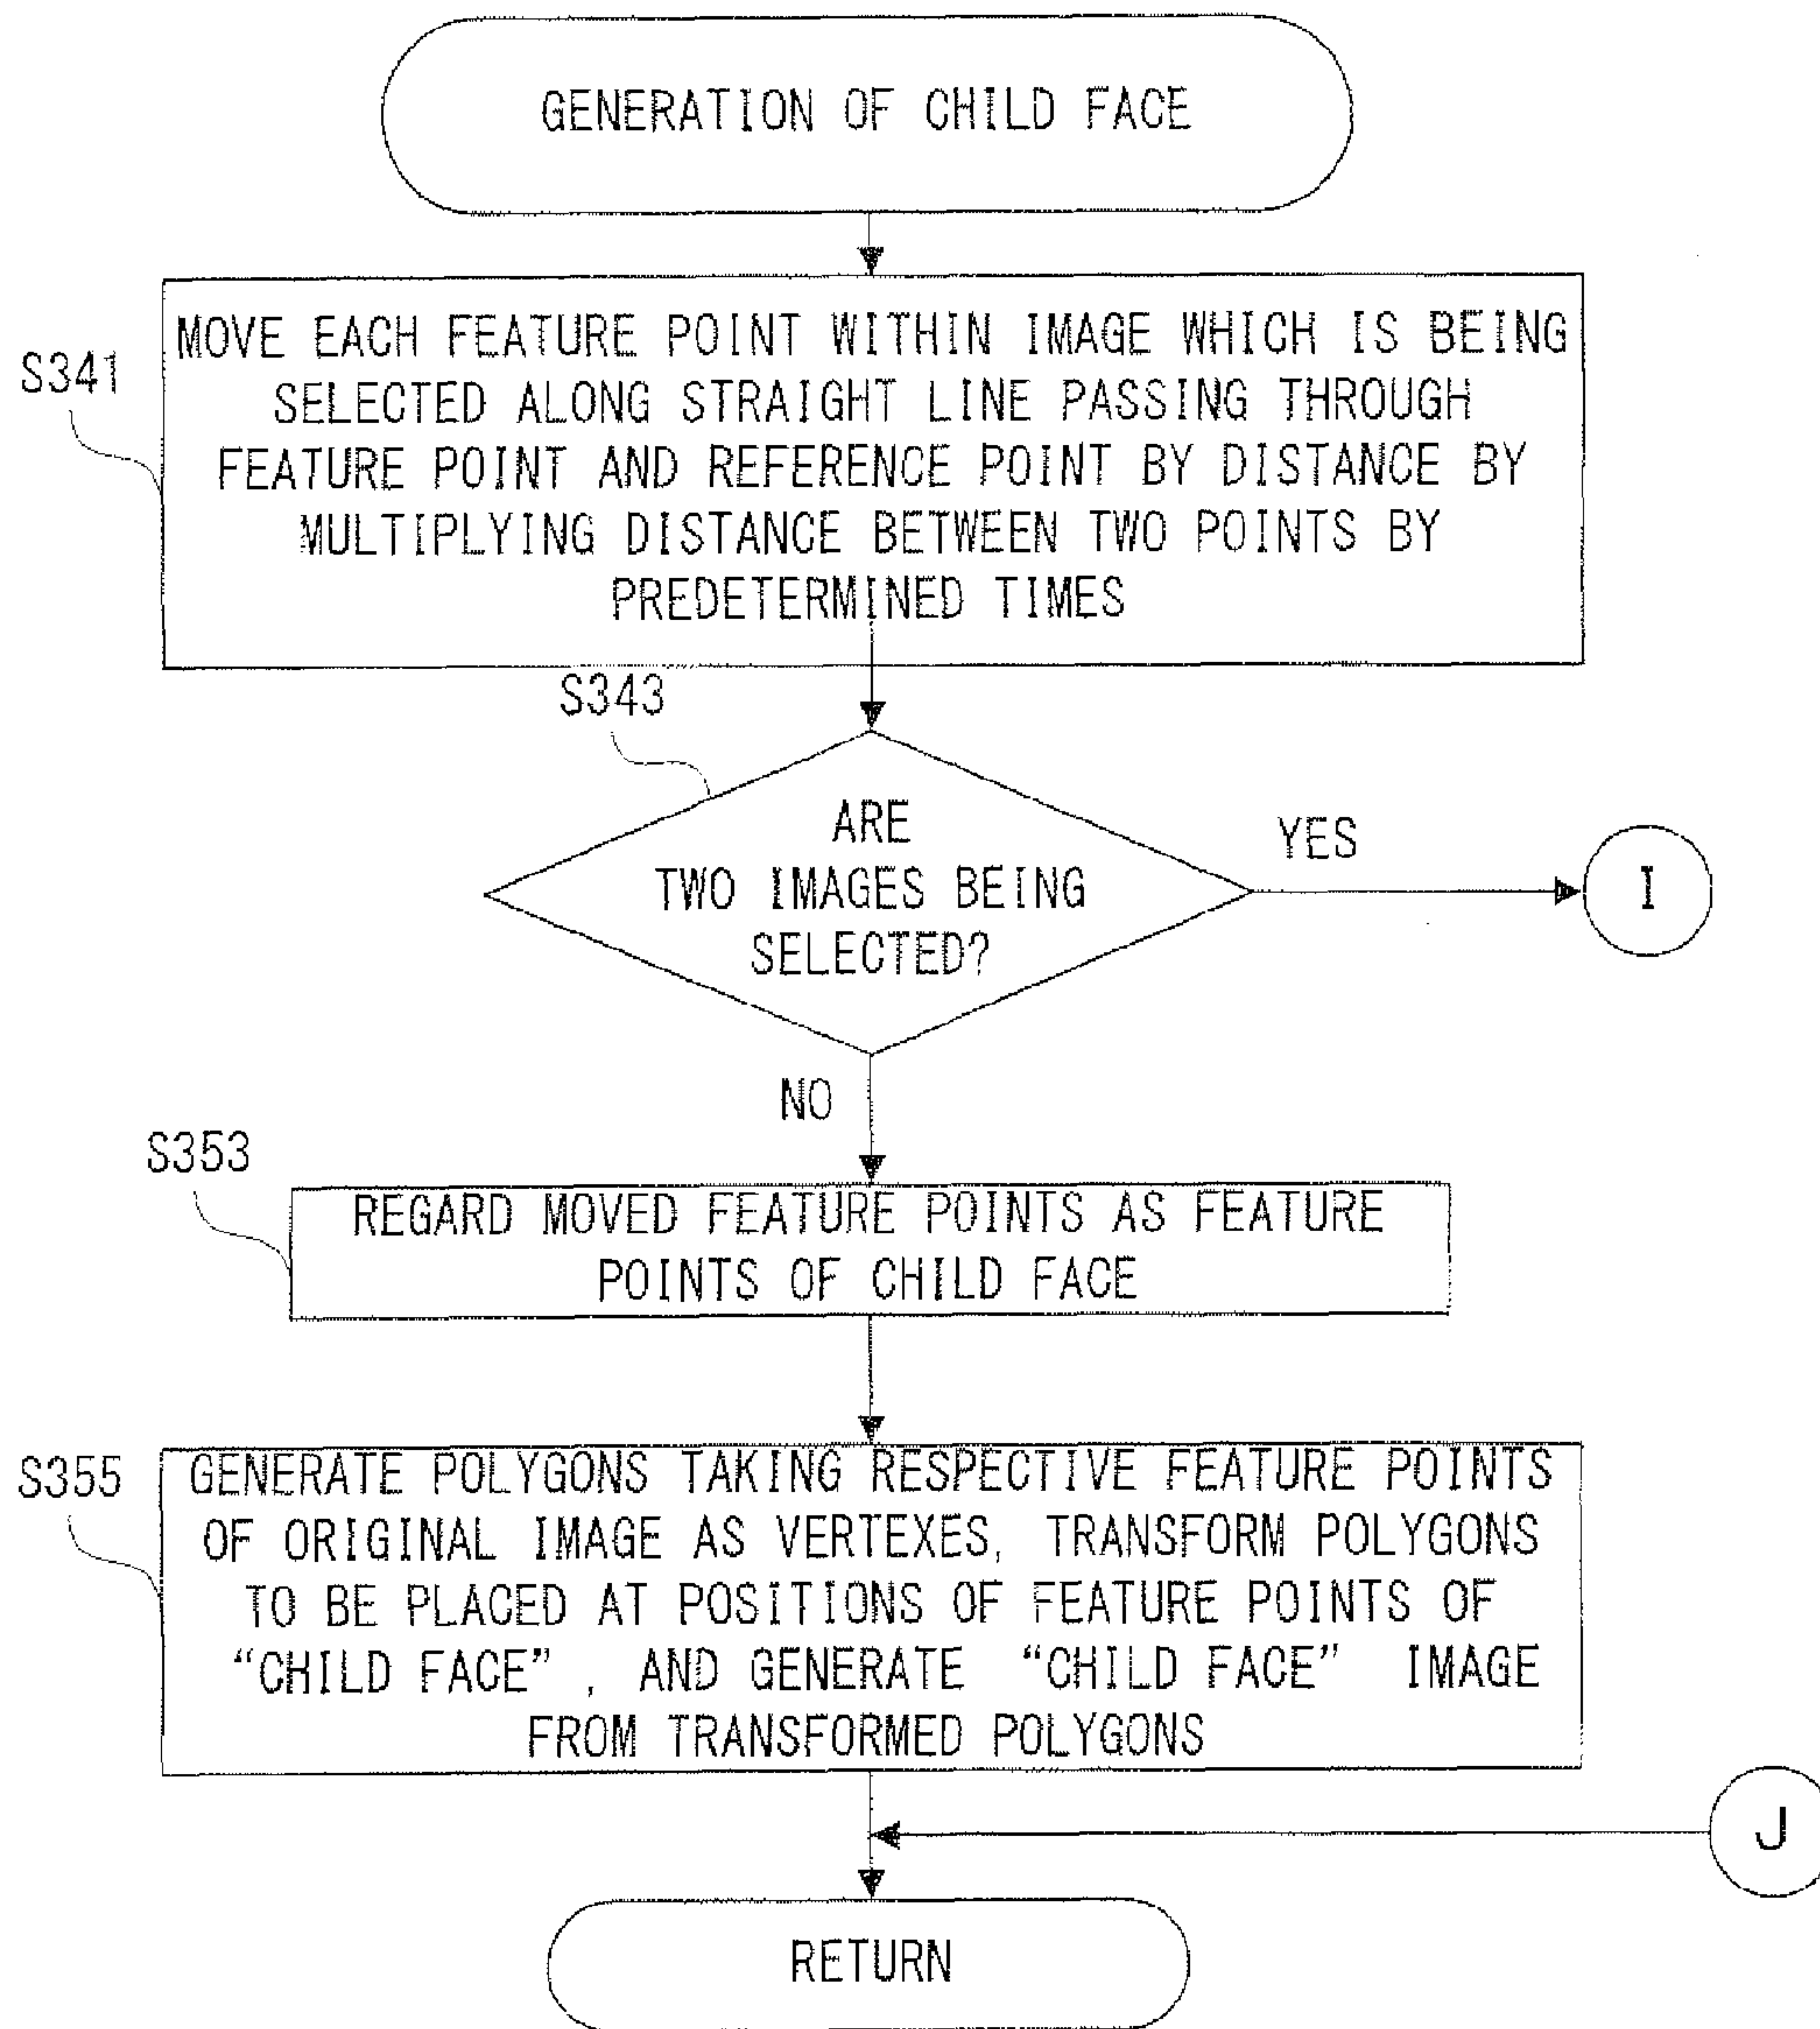 GENERATION OF CHILD FACE
S341
MOVE EACH FEATURE POINT WITHIN IMAGE WHICH IS BEING
SELECTED ALONG STRAIGHT LINE PASSING THROUGH
FEATURE POINT AND REFERENCE POINT BY DISTANCE BY
MULTIPLYING DISTANCE BETWEEN TWO POINTS BY
PREDETERMINED TIMES
S343
ARE
TWO IMAGES BEING
SELECTED?
YES
I
NO
S353
REGARD MOVED FEATURE POINTS AS FEATURE
POINTS OF CHILD FACE
S355
GENERATE POLYGONS TAKING RESPECTIVE FEATURE POINTS
OF ORIGINAL IMAGE AS VERTEXES, TRANSFORM POLYGONS
TO BE PLACED AT POSITIONS OF FEATURE POINTS OF
“CHILD FACE”, AND GENERATE “CHILD FACE” IMAGE
FROM TRANSFORMED POLYGONS
J
RETURN